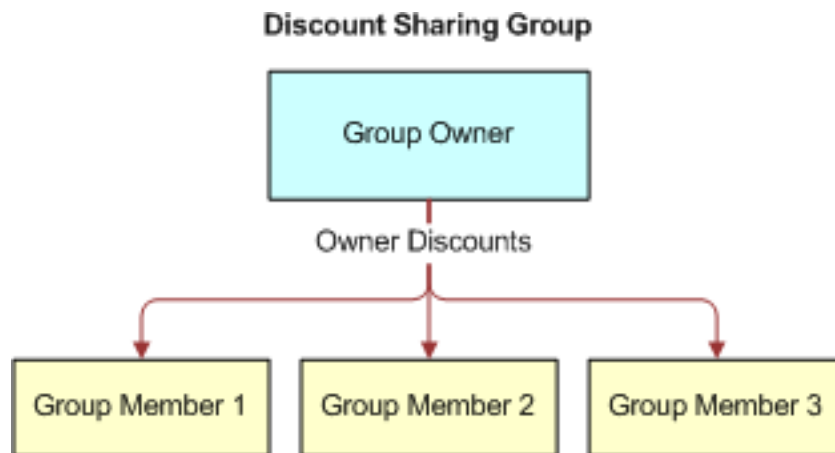 Discount Sharing Group
Group Owner
Owner Discounts
Group Member 1
Group Member 2
Group Member 3